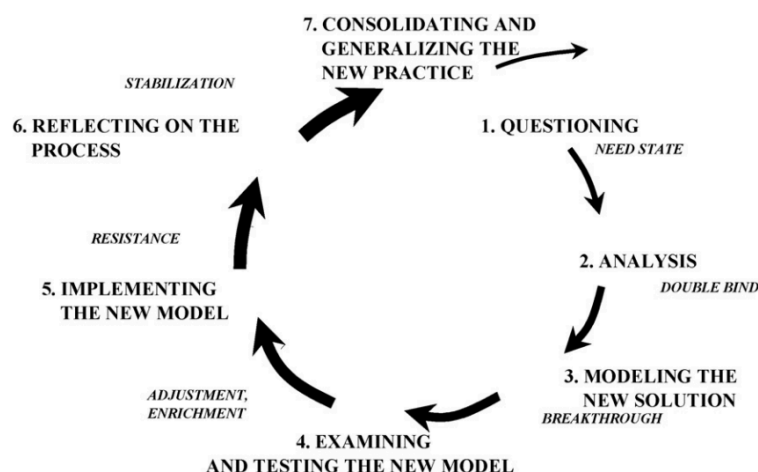 7. CONSOLIDATING AND
GENERALIZING THE
NEW PRACTICE
STABILIZATION
6. REFLECTING ON THE
PROCESS
1. QUESTIONING
NEED STATE
RESISTANCE
2. ANALYSIS
DOUBLE BIND
5. IMPLEMENTING
THE NEW MODEL
3. MODELING THE
NEW SOLUTION
ADJUSTMENT,
ENRICHMENT
BREAKTHROUGH
4. EXAMINING
AND TESTING THE NEW MODEL